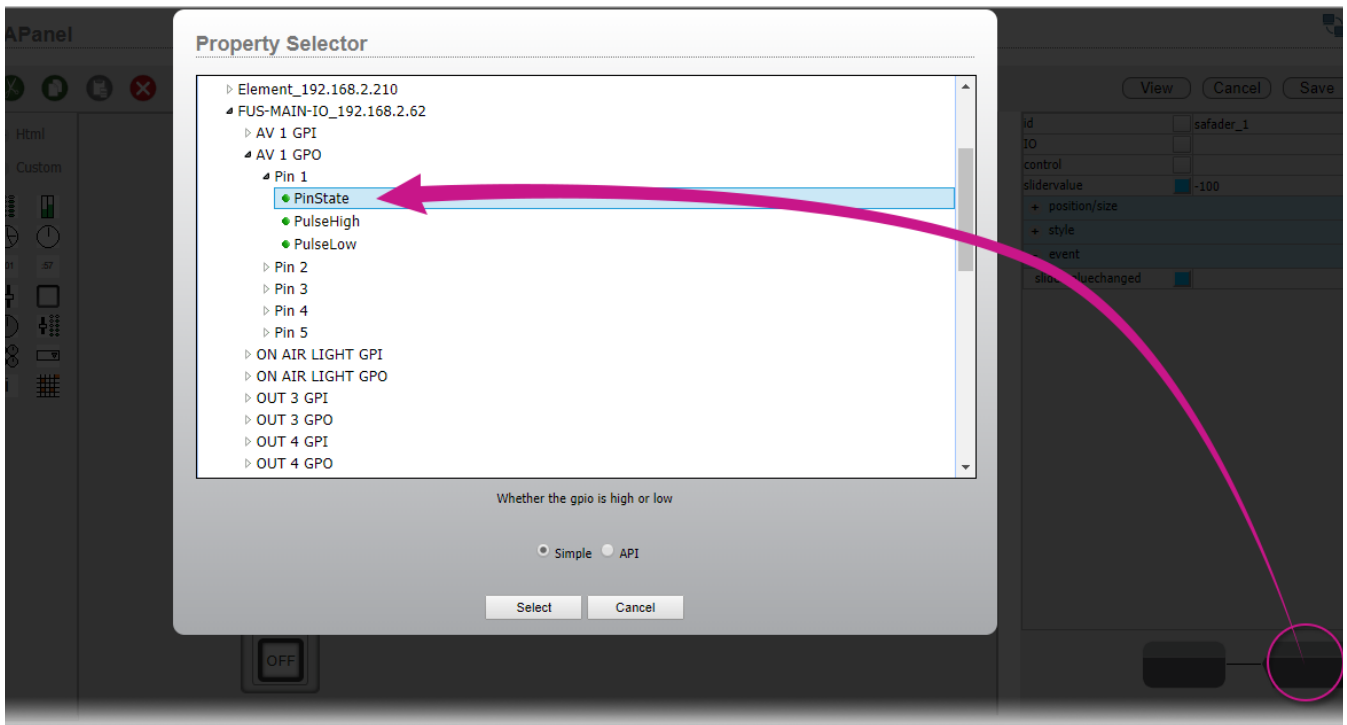 APanel
Property Selector
Element_192.168.2.210
FUS-MAIN-IO_192.168.2.62
AV 1 GPI
AV 1 GPO
Pin 1
PinState
PulseHigh
PulseLow
Pin 2
Pin 3
Pin 4
Pin 5
ON AIR LIGHT GPI
ON AIR LIGHT GPO
OUT 3 GPI
OUT 3 GPO
OUT 4 GPI
OUT 4 GPO
Whether the gpio is high or low
Simple API
Select Cancel
Html
Custom
01 .57
View Cancel Save
id safader_1
IO
control
slidervalue -100
+ position/size
+ style
event
OFF